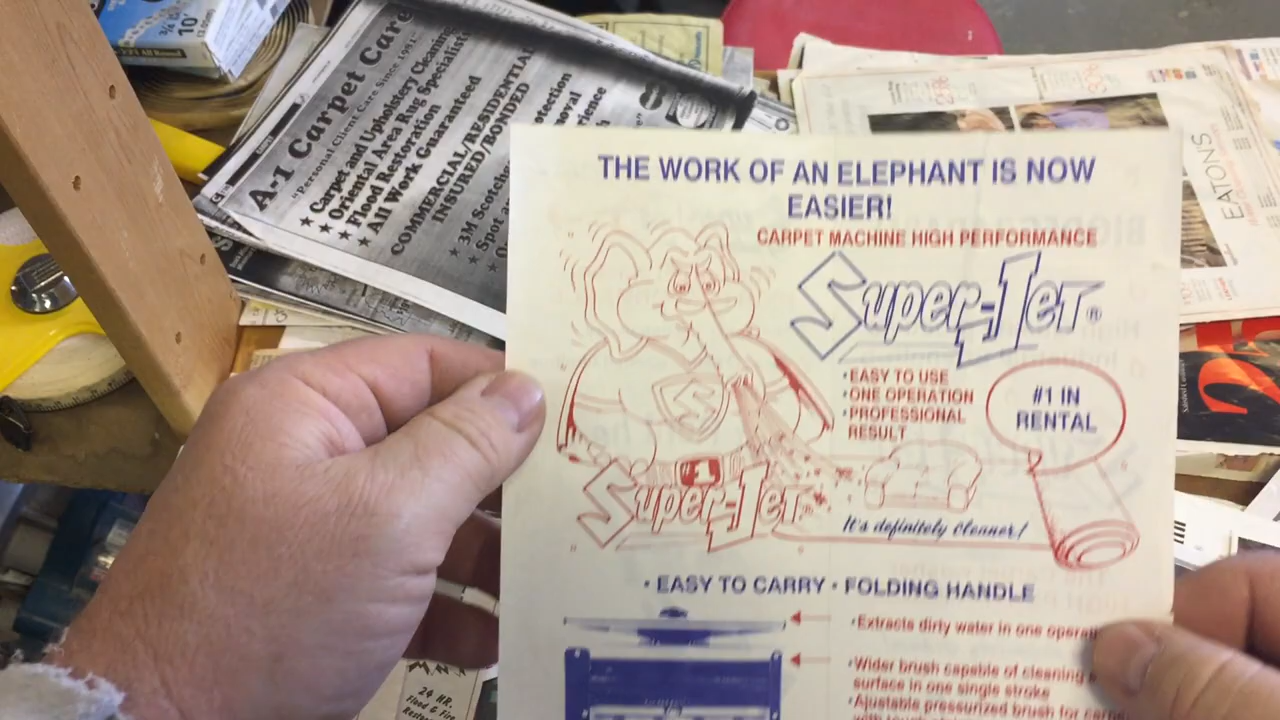 THE WORK OF AN ELEPHANT IS NOW
EASIER!
CARPET MACHINE HIGH PERFORMANCE
SUPER-JET®
•EASY TO USE
•ONE OPERATION
•PROFESSIONAL
RESULT
#1 IN
RENTAL
S
#1
SUPER-JET
It's definitely cleaner!
• EASY TO CARRY • FOLDING HANDLE
•Extracts dirty water in one
•Wider brush capable of cleaning
surface in one single stroke
•Ajustable pressurized brush for
A-1 Carpet Care
"Personal Client Care Since 1991"
★ Carpet and Upholstery Cleaning
★ Oriental Area Rug Specialists
★ Flood Restoration
★ All Work Guaranteed
COMMERCIAL/RESIDENTIAL
INSURED/BONDED
★ 3M
★ Spot
10'
EATONS
24 HR.
Flood &